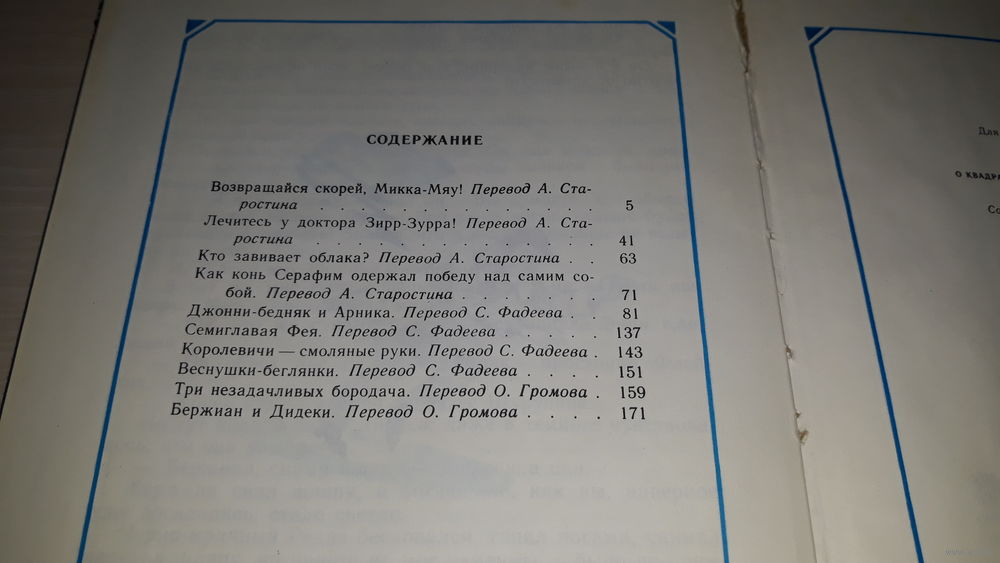 СОДЕРЖАНИЕ
Возвращайся скорей, Микка-Мяу! Перевод А. Ста-
ростина . . . . . . . . . . . . . . 5
Лечитесь у доктора Зирр-Зурра! Перевод А. Ста-
ростина . . . . . . . . . . . . . . 41
Кто завивает облака? Перевод А. Старостина . . 63
Как конь Серафим одержал победу над самим со-
бой. Перевод А. Старостина . . . . . . . 71
Джонни-бедняк и Арника. Перевод С. Фадеева . . 81
Семиглавая Фея. Перевод С. Фадеева . . . . . 137
Королевичи — смоляные руки. Перевод С. Фадеева . 143
Веснушки-беглянки. Перевод С. Фадеева . . . . 151
Три незадачливых бородача. Перевод О. Громова . 159
Бержиан и Дидеки. Перевод О. Громова . . . . 171